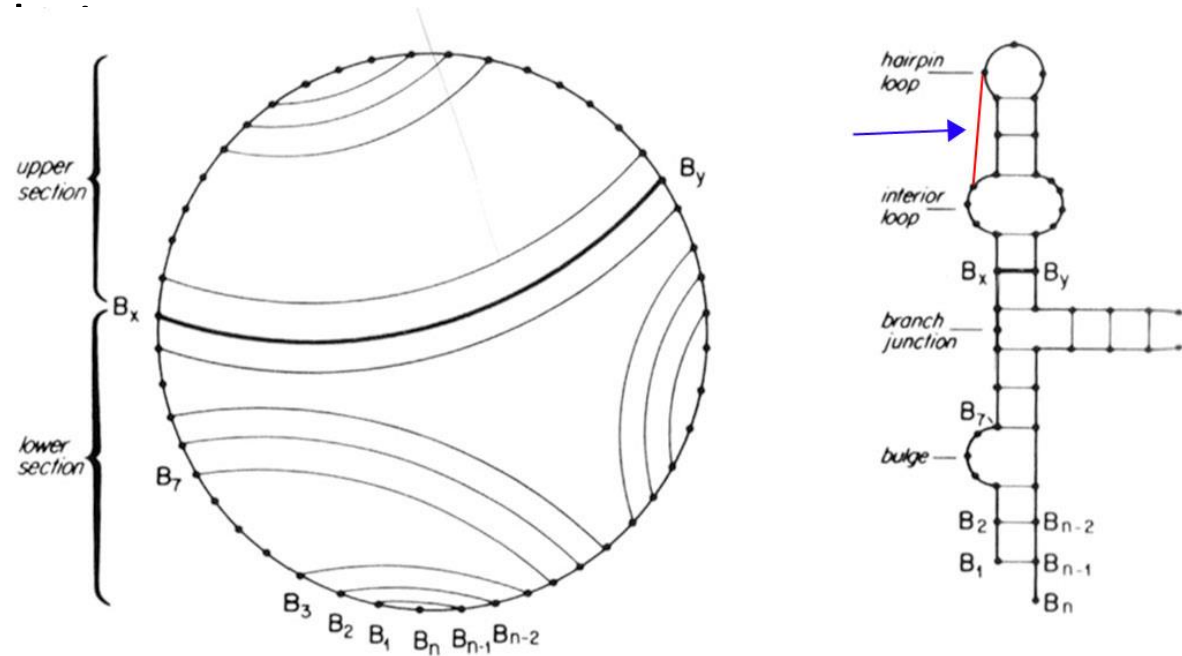 upper
section
lower
section
Bx
By
B7
B3
B2
B1
Bn
Bn-1
Bn-2
hairpin
loop
interior
loop
Bx
By
branch
junction
B7
bulge
B2
Bn-2
B1
Bn-1
Bn